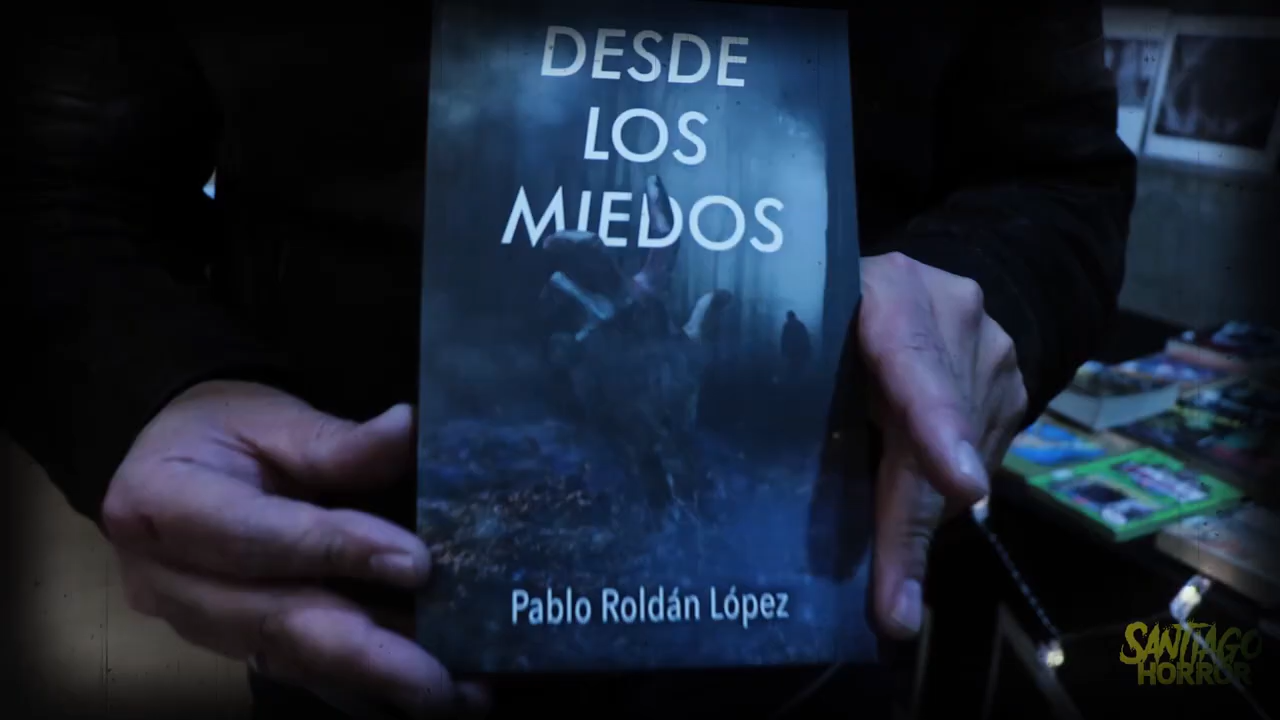 DESDE
LOS
MIEDOS
Pablo Roldán López
SANTIAGO
HORROR